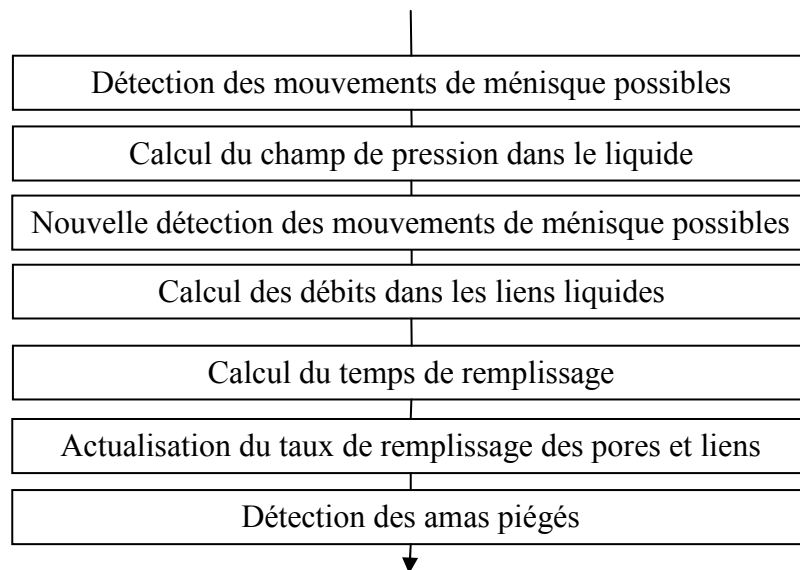 Détection des mouvements de ménisque possibles
Calcul du champ de pression dans le liquide
Nouvelle détection des mouvements de ménisque possibles
Calcul des débits dans les liens liquides
Calcul du temps de remplissage
Actualisation du taux de remplissage des pores et liens
Détection des amas piégés